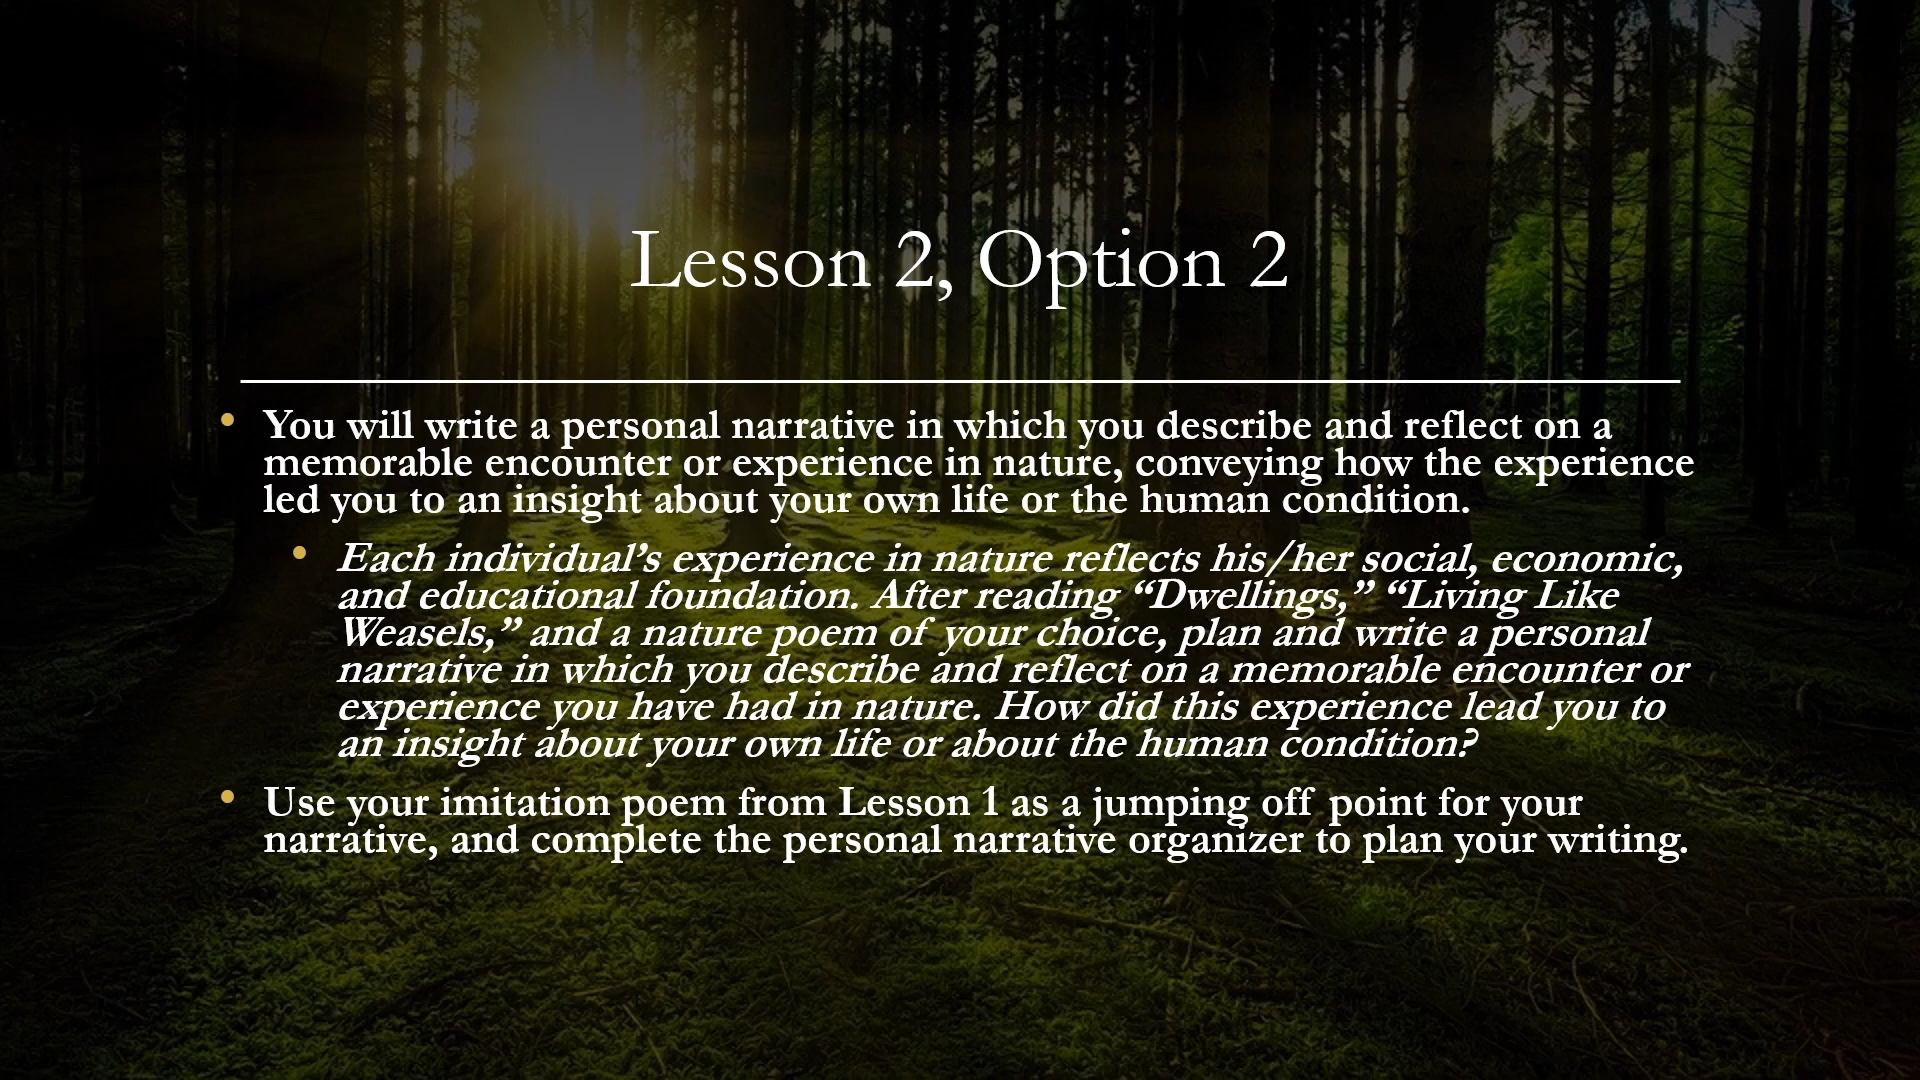 Lesson 2, Option 2
• You will write a personal narrative in which you describe and reflect on a
memorable encounter or experience in nature, conveying how the experience
led you to an insight about your own life or the human condition.
• Each individual’s experience in nature reflects his/her social, economic,
and educational foundation. After reading “Dwellings,” “Living Like
Weasels,” and a nature poem of your choice, plan and write a personal
narrative in which you describe and reflect on a memorable encounter or
experience you have had in nature. How did this experience lead you to
an insight about your own life or about the human condition?
• Use your imitation poem from Lesson 1 as a jumping off point for your
narrative, and complete the personal narrative organizer to plan your writing.